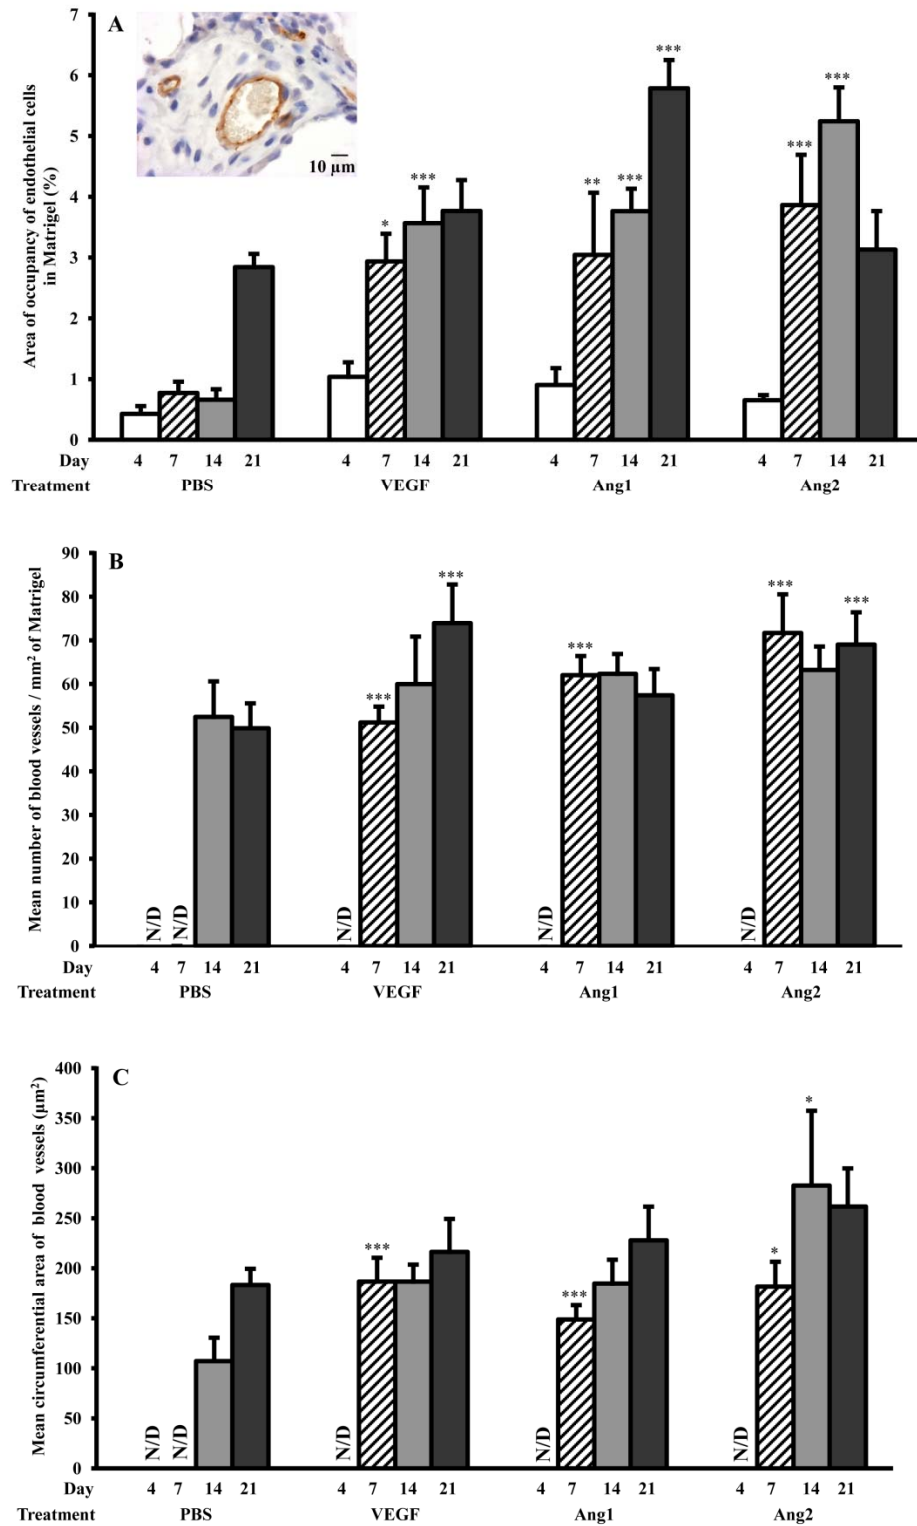 A
10 µm
***
***
***
***
***
**
*
7
6
5
4
3
2
1
0
Area of occupancy of endothelial cells
in Matrigel (%)
Day 4 7 14 21 4 7 14 21 4 7 14 21 4 7 14 21
Treatment PBS VEGF Ang1 Ang2
B
***
***
***
***
***
90
80
70
60
50
40
30
20
10
0
Mean number of blood vessels / mm² of Matrigel
N/D N/D N/D N/D N/D
Day 4 7 14 21 4 7 14 21 4 7 14 21 4 7 14 21
Treatment PBS VEGF Ang1 Ang2
C
*
***
*
***
400
350
300
250
200
150
100
50
0
Mean circumferential area of blood vessels (µm²)
N/D N/D N/D N/D N/D
Day 4 7 14 21 4 7 14 21 4 7 14 21 4 7 14 21
Treatment PBS VEGF Ang1 Ang2